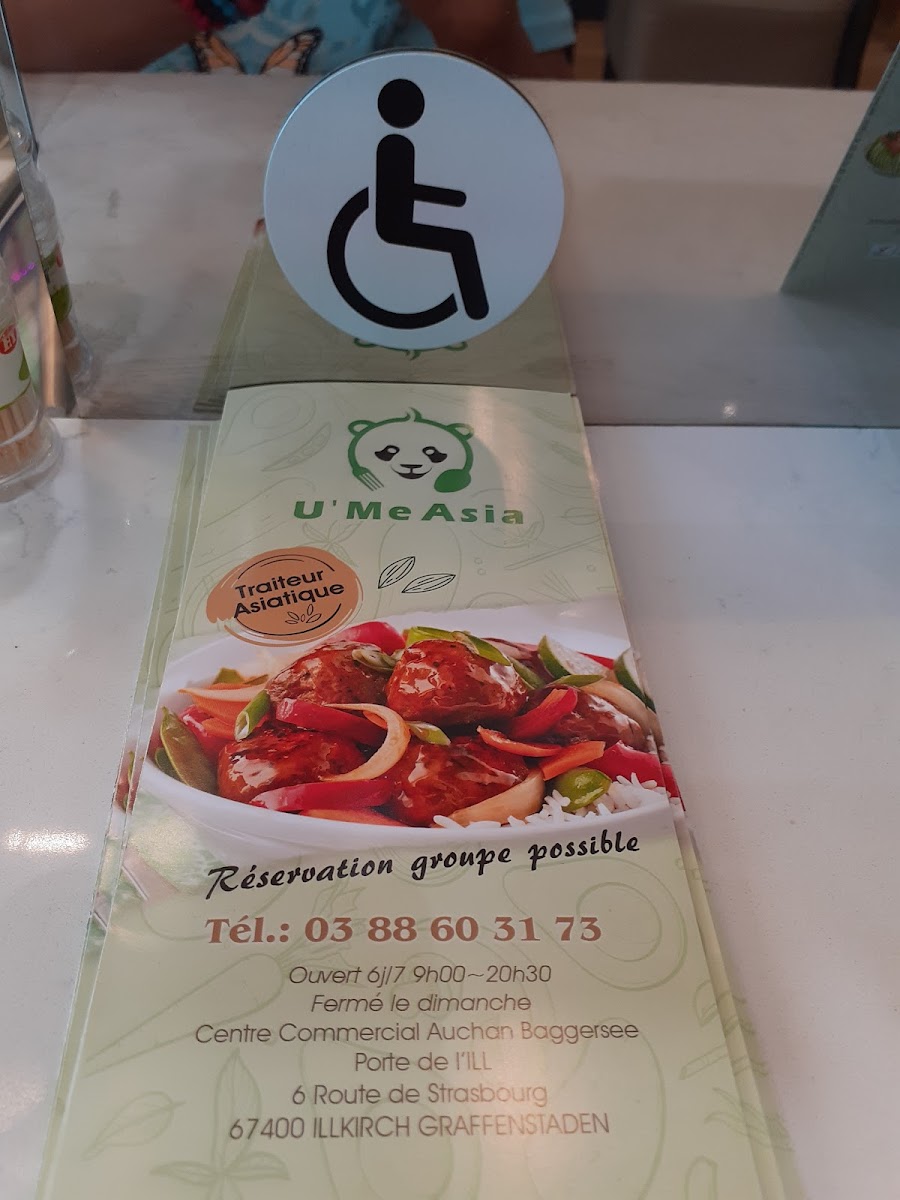 U'Me Asia
Traiteur
Asiatique
Réservation groupe possible
Tél.: 03 88 60 31 73
Ouvert 6j/7 9h00~20h30
Fermé le dimanche
Centre Commercial Auchan Baggersee
Porte de l'ILL
6 Route de Strasbourg
67400 ILLKIRCH GRAFFENSTADEN